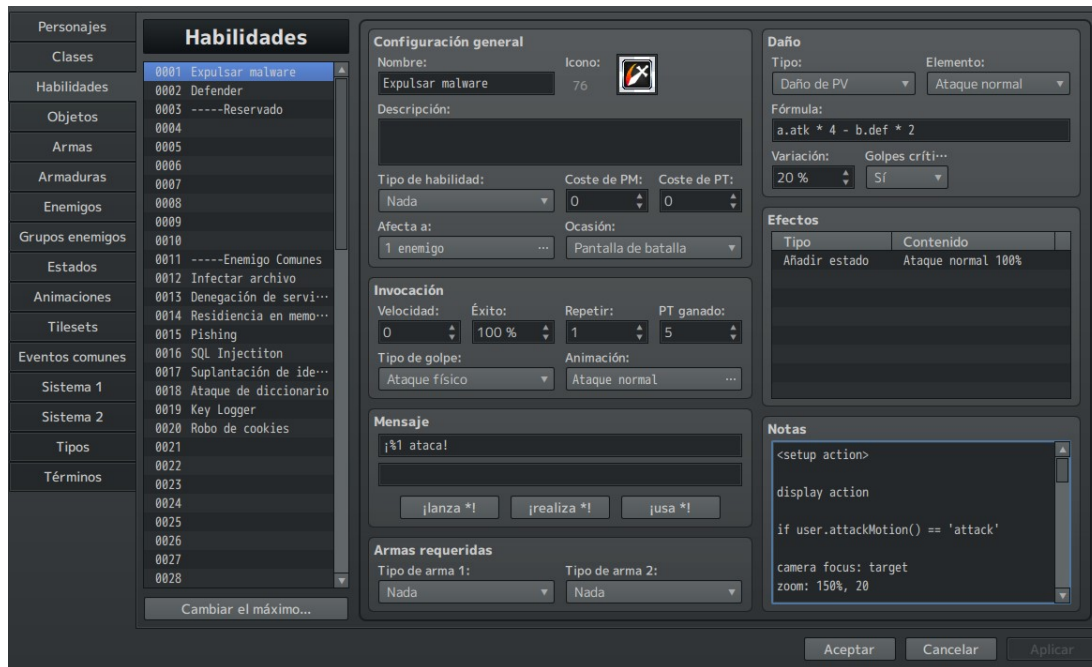 Personajes
Clases
Habilidades
Objetos
Armas
Armaduras
Enemigos
Grupos enemigos
Estados
Animaciones
Tilesets
Eventos comunes
Sistema 1
Sistema 2
Tipos
Términos
Habilidades
0001 Expulsar malware
0002 Defender
0003 -----Reservado
0004
0005
0006
0007
0008
0009
0010
0011 -----Enemigo Comunes
0012 Infectar archivo
0013 Denegación de servi…
0014 Residiencia en memo…
0015 Pishing
0016 SQL Injectiton
0017 Suplantación de ide…
0018 Ataque de diccionario
0019 Key Logger
0020 Robo de cookies
0021
0022
0023
0024
0025
0026
0027
0028
Cambiar el máximo...
Configuración general
Nombre: Icono:
Expulsar malware 76
Descripción:
Tipo de habilidad: Coste de PM: Coste de PT:
Nada 0 0
Afecta a: Ocasión:
1 enemigo ... Pantalla de batalla
Invocación
Velocidad: Éxito: Repetir: PT ganado:
0 100 % 1 5
Tipo de golpe: Animación:
Ataque físico Ataque normal ...
Mensaje
¡%1 ataca!
¡lanza *! ¡realiza *! ¡usa *!
Armas requeridas
Tipo de arma 1: Tipo de arma 2:
Nada Nada
Daño
Tipo: Elemento:
Daño de PV Ataque normal
Fórmula:
a.atk * 4 - b.def * 2
Variación: Golpes críti…
20 % Sí
Efectos
Tipo Contenido
Añadir estado Ataque normal 100%
Notas
<setup action>
display action
if user.attackMotion() == 'attack'
camera focus: target
zoom: 150%, 20
Aceptar Cancelar Aplicar